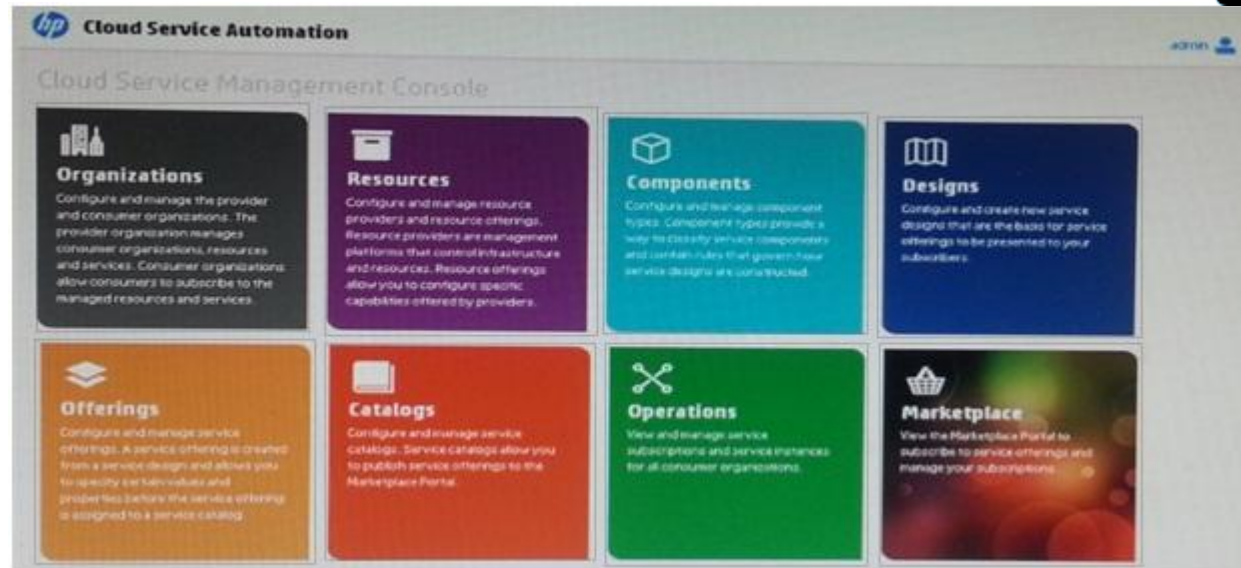 hp Cloud Service Automation
admin
Cloud Service Management Console
Organizations
Configure and manage the provider
and consumer organizations. The
provider organization manages
consumer organizations, resources
and services. Consumer organizations
allow consumers to subscribe to the
managed resources and services.
Resources
Configure and manage resource
providers and resource offerings.
Resource providers are management
platforms that control infrastructure
and resources. Resource offerings
allow you to configure specific
capabilities offered by providers.
Components
Configure and manage component
types. Component types provide a
way to classify service components
and contain rules that govern how
service designs are constructed.
Designs
Configure and create new service
designs that are the basis for service
offerings to be presented to your
subscribers.
Offerings
Configure and manage service
offerings. A service offering is created
from a service design and allows you
to specify certain values and
properties before the service offering
is assigned to a service catalog.
Catalogs
Configure and manage service
catalogs. Service catalogs allow you
to publish service offerings to the
Marketplace Portal.
Operations
View and manage service
subscriptions and service instances
for all consumer organizations.
Marketplace
View the Marketplace Portal to
subscribe to service offerings and
manage your subscriptions.